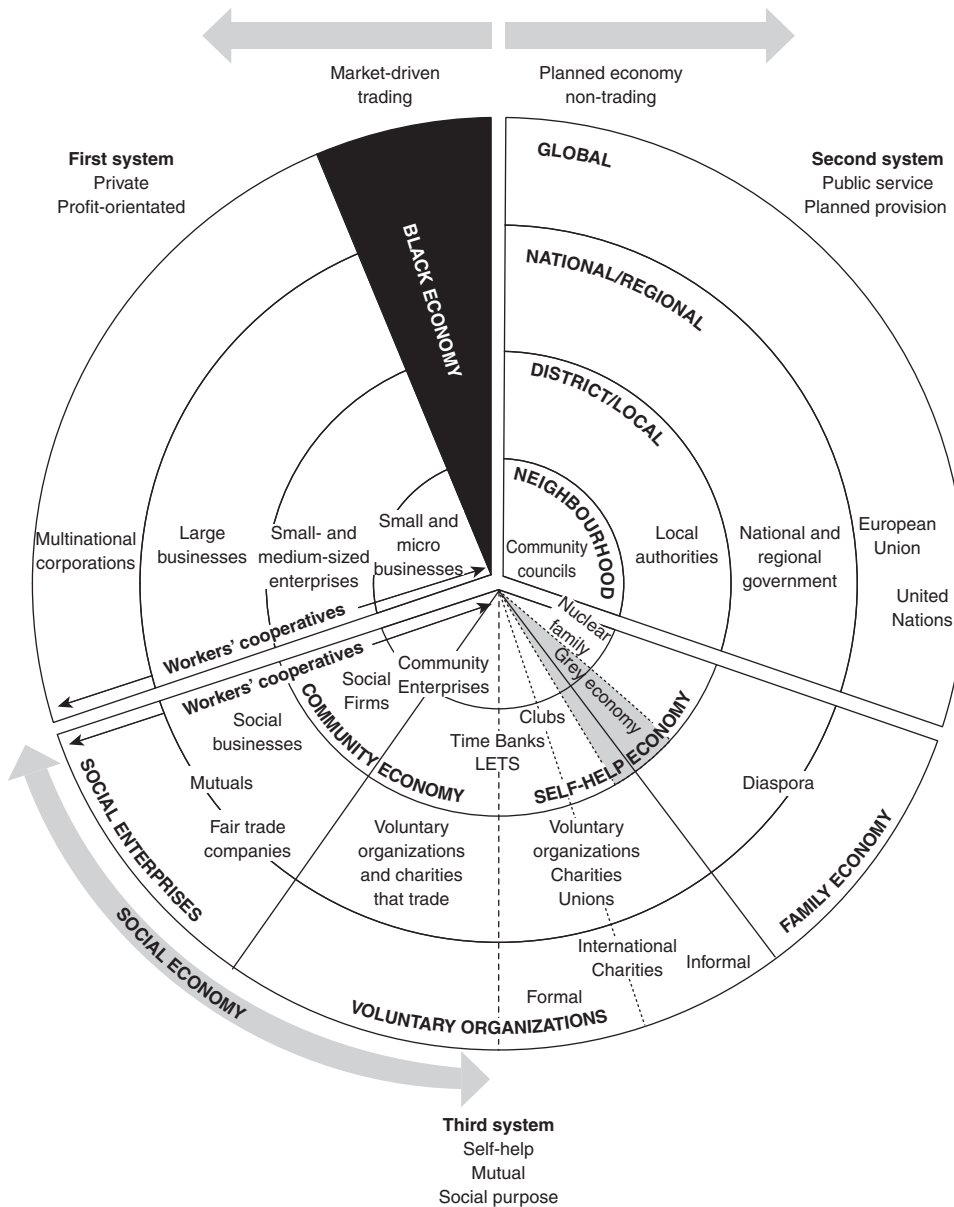 Market-driven
trading
Planned economy
non-trading
First system
Private
Profit-orientated
Second system
Public service
Planned provision
BLACK ECONOMY
GLOBAL
NATIONAL/REGIONAL
DISTRICT/LOCAL
NEIGHBOURHOOD
Multinational
corporations
Large
businesses
Small- and
medium-sized
enterprises
Small and
micro
businesses
Community
councils
Local
authorities
National and
regional
government
European
Union
United
Nations
Workers' cooperatives
Workers' cooperatives
Nuclear
family
Grey economy
Community
Enterprises
Social
Firms
Social
businesses
Mutuals
Fair trade
companies
COMMUNITY ECONOMY
Clubs
Time Banks
LETS
SELF-HELP ECONOMY
Diaspora
Voluntary
organizations
and charities
that trade
Voluntary
organizations
Charities
Unions
International
Charities
Informal
Formal
SOCIAL ENTERPRISES
VOLUNTARY ORGANIZATIONS
FAMILY ECONOMY
SOCIAL ECONOMY
Third system
Self-help
Mutual
Social purpose